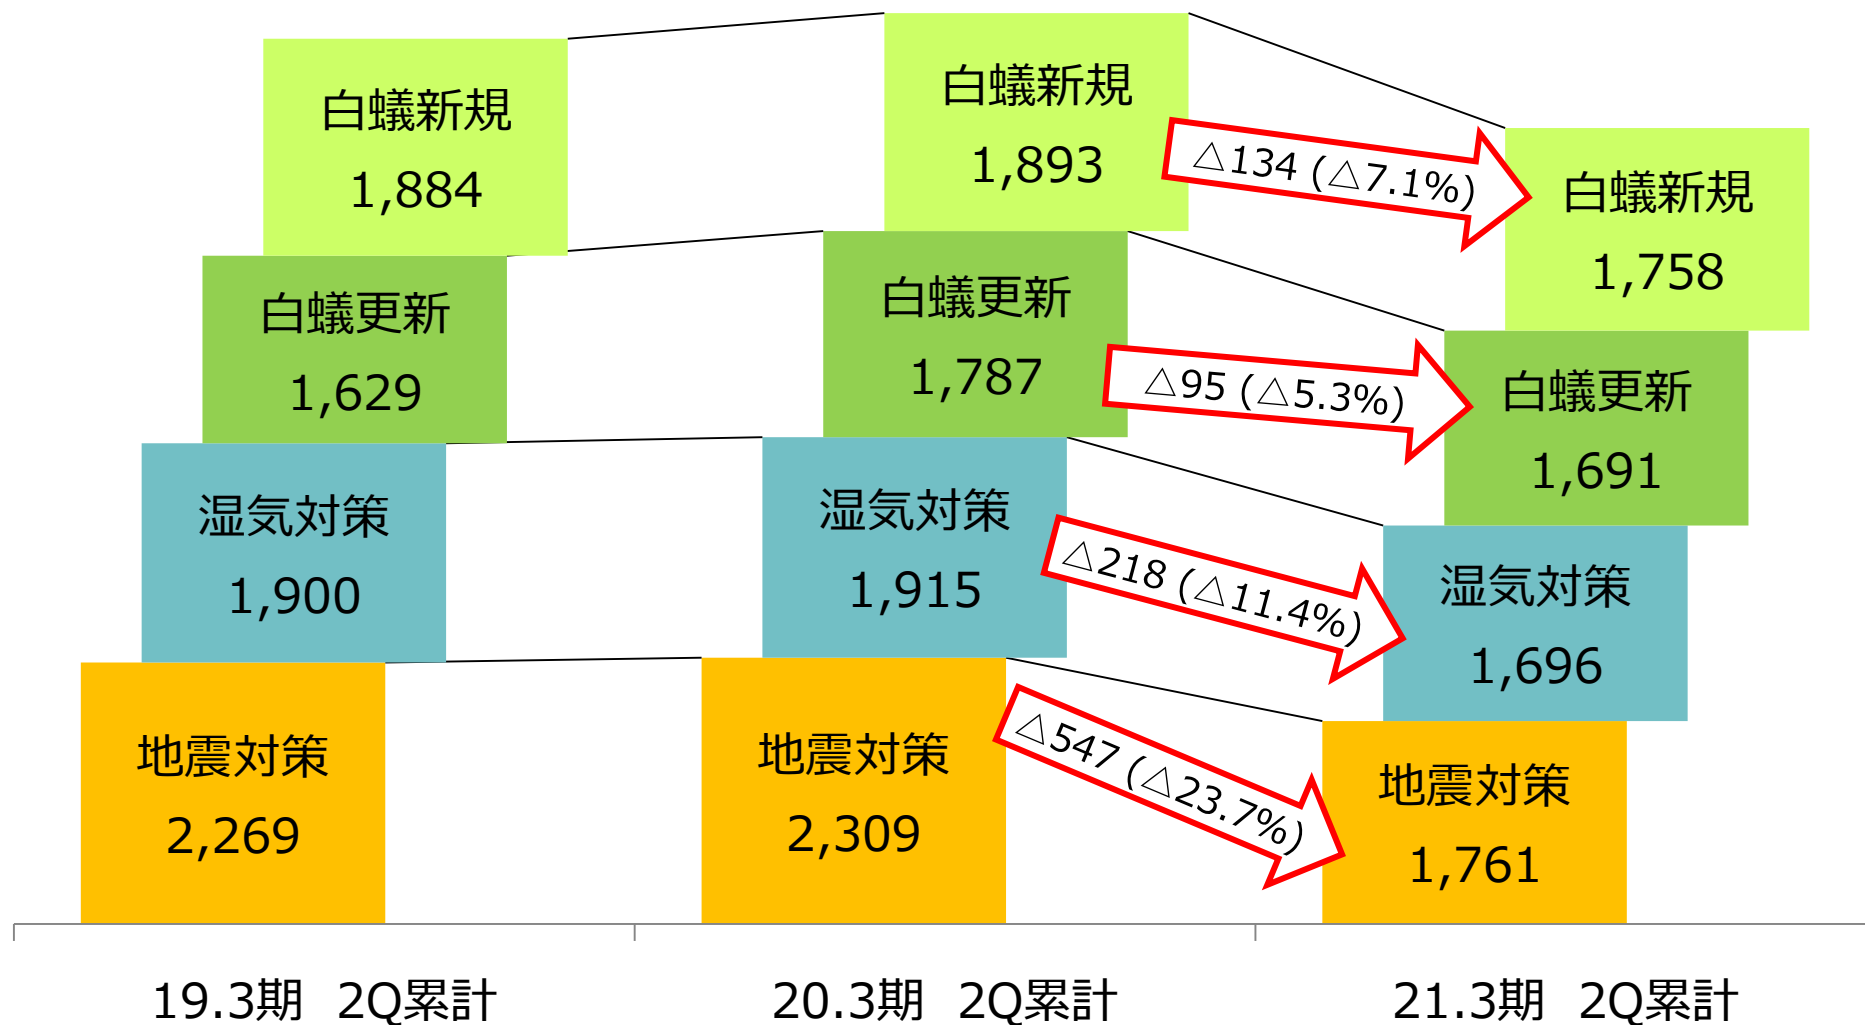 白蟻新規
1,884
白蟻更新
1,629
湿気対策
1,900
地震対策
2,269
白蟻新規
1,893
白蟻更新
1,787
湿気対策
1,915
地震対策
2,309
△134 (△7.1%)
△95 (△5.3%)
△218 (△11.4%)
△547 (△23.7%)
白蟻新規
1,758
白蟻更新
1,691
湿気対策
1,696
地震対策
1,761
19.3期 2Q累計
20.3期 2Q累計
21.3期 2Q累計